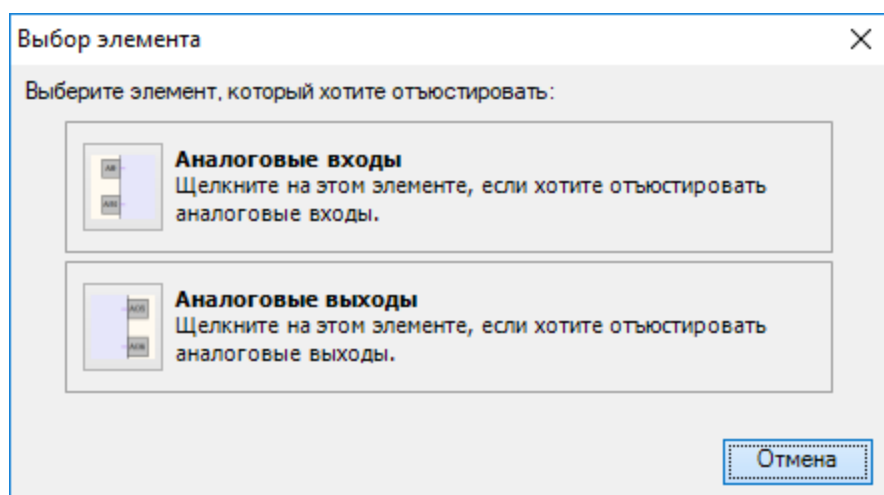 Выбор элемента
Выберите элемент, который хотите отъюстировать:
Аналоговые входы
Щелкните на этом элементе, если хотите отъюстировать
аналоговые входы.
Аналоговые выходы
Щелкните на этом элементе, если хотите отъюстировать
аналоговые выходы.
Отмена